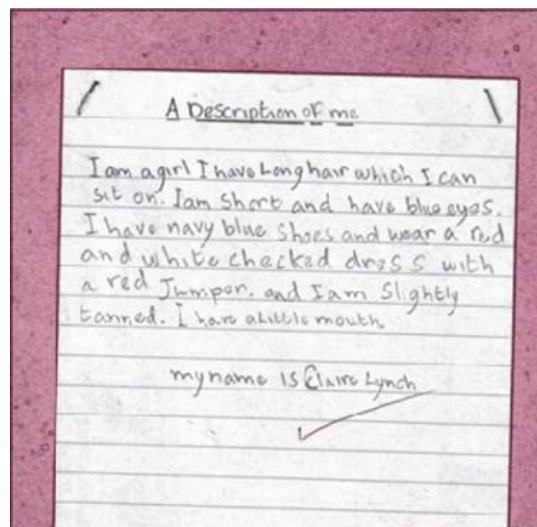 A Description of me
I am a girl I have Long hair which I can
sit on. I am Short and have blue eyes.
I have navy blue Shoes and wear a red
and white checked dress with
a red Jumper. and I am Slightly
tanned. I have a Little mouth.
my name is Claire Lynch